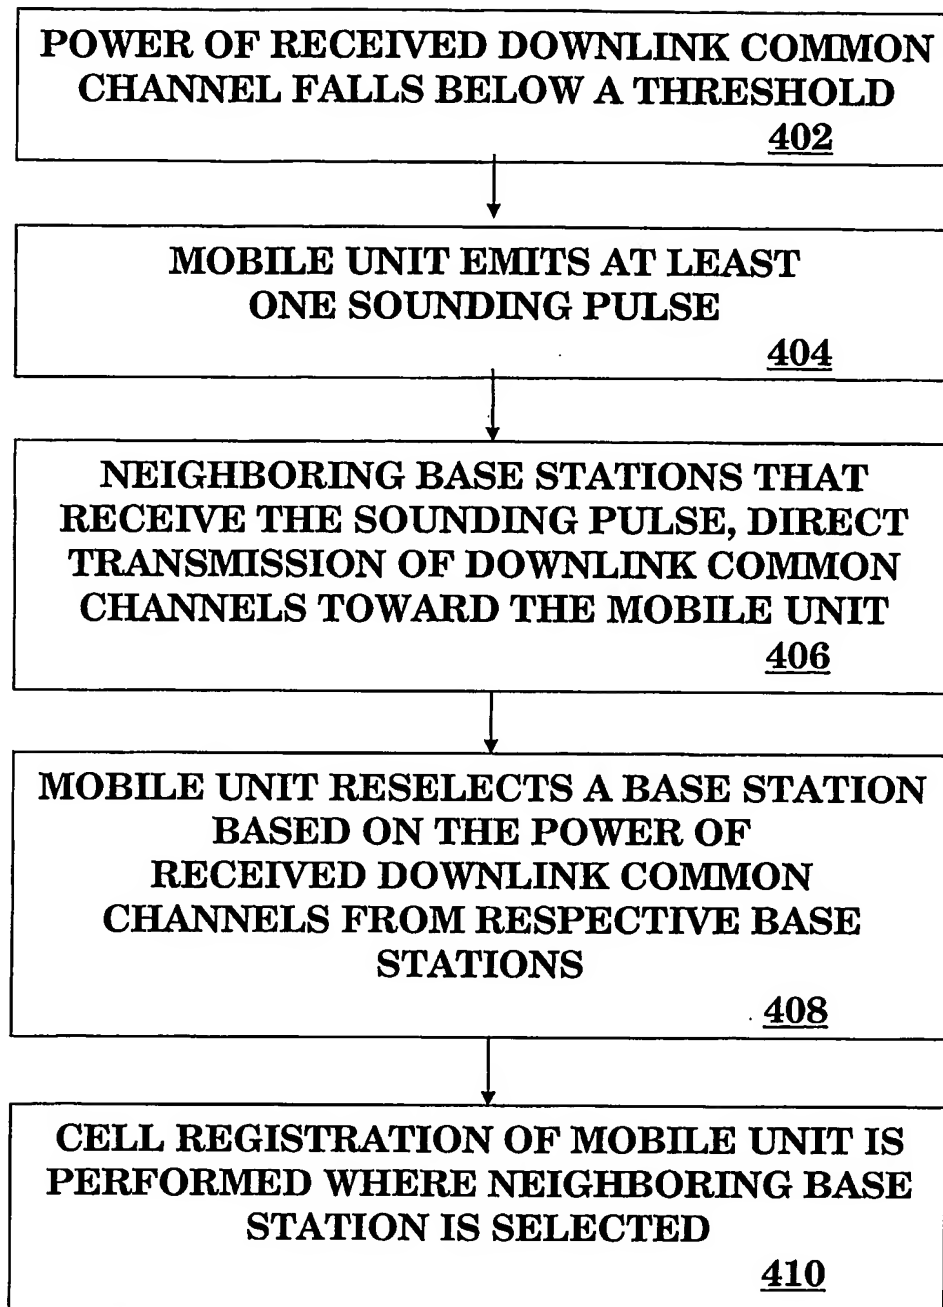 POWER OF RECEIVED DOWNLINK COMMON
CHANNEL FALLS BELOW A THRESHOLD
402
MOBILE UNIT EMITS AT LEAST
ONE SOUNDING PULSE
404
NEIGHBORING BASE STATIONS THAT
RECEIVE THE SOUNDING PULSE, DIRECT
TRANSMISSION OF DOWNLINK COMMON
CHANNELS TOWARD THE MOBILE UNIT
406
MOBILE UNIT RESELECTS A BASE STATION
BASED ON THE POWER OF
RECEIVED DOWNLINK COMMON
CHANNELS FROM RESPECTIVE BASE
STATIONS
408
CELL REGISTRATION OF MOBILE UNIT IS
PERFORMED WHERE NEIGHBORING BASE
STATION IS SELECTED
410